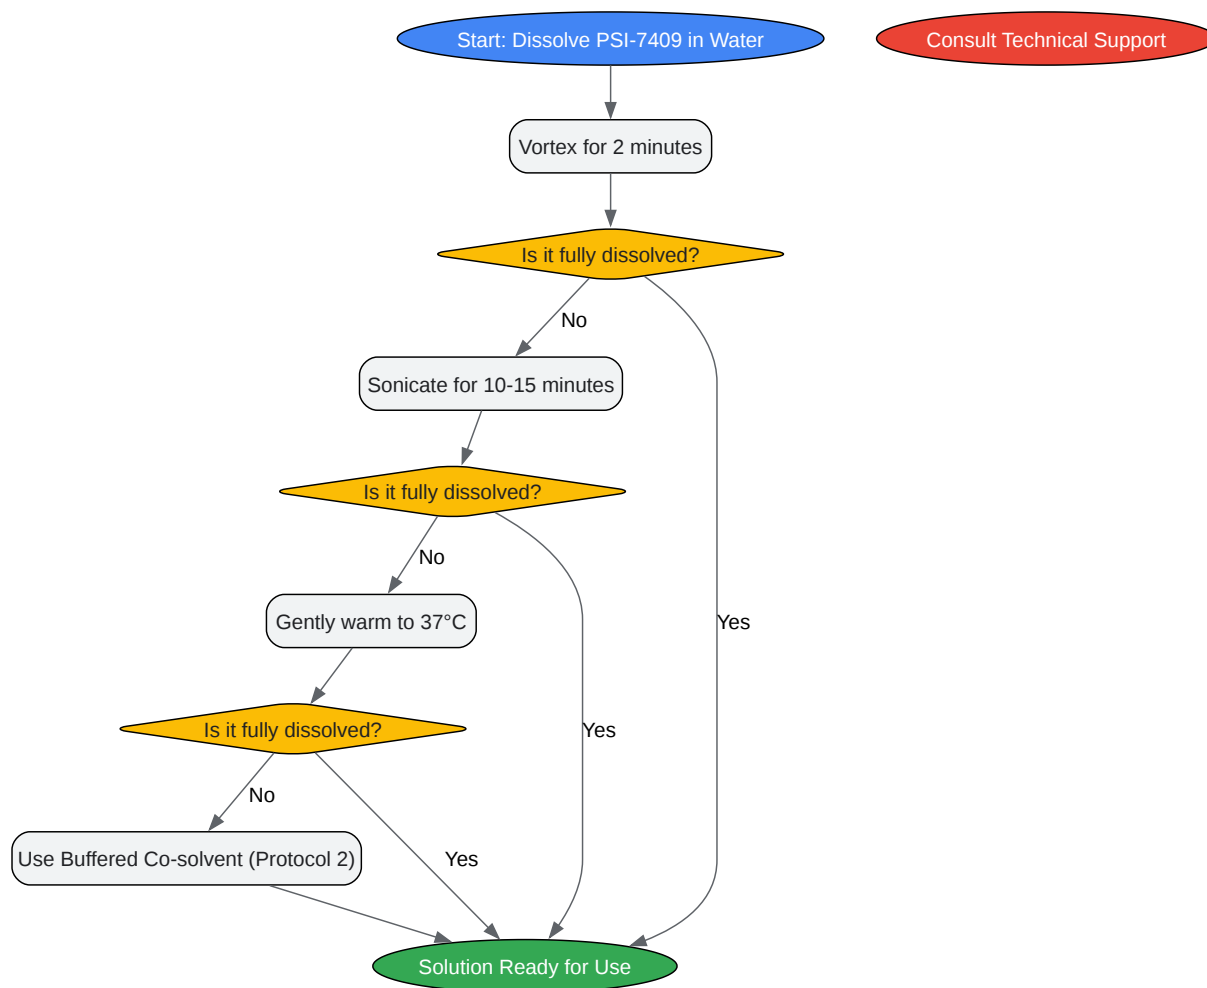 Start: Dissolve PSI-7409 in Water
Consult Technical Support
Vortex for 2 minutes
Is it fully dissolved?
No
Sonicate for 10-15 minutes
Is it fully dissolved?
No
Gently warm to 37°C
Yes
Is it fully dissolved?
Yes
No
Use Buffered Co-solvent (Protocol 2)
Yes
Solution Ready for Use